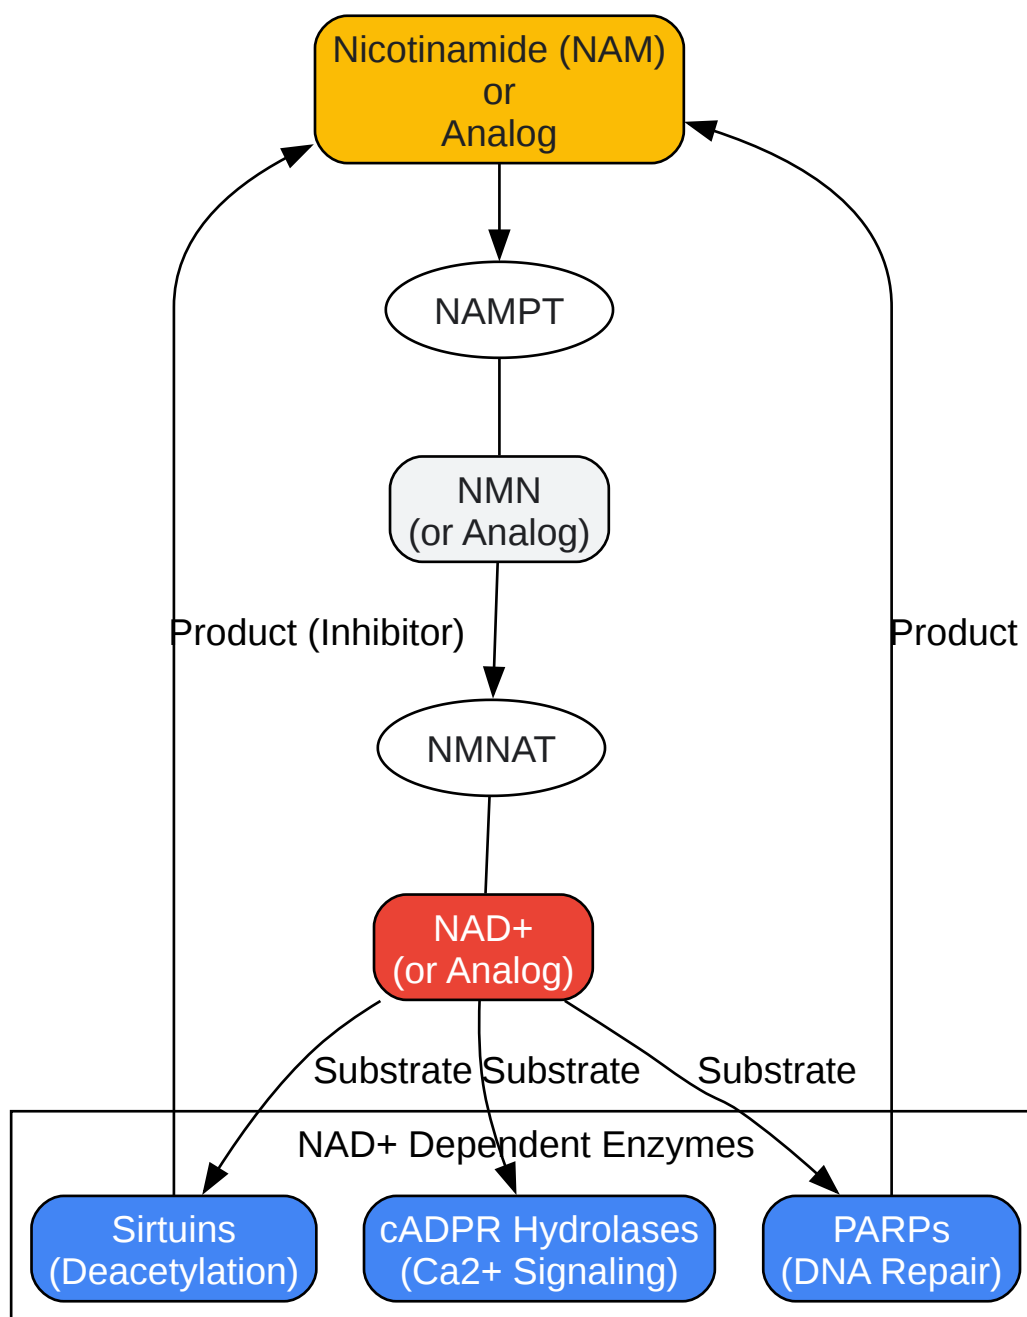 Nicotinamide (NAM)
or
Analog
NAMPT
NMN
(or Analog)
Product (Inhibitor)
Product
NMNAT
NAD+
(or Analog)
Substrate
Substrate
Substrate
NAD+ Dependent Enzymes
Sirtuins
(Deacetylation)
cADPR Hydrolases
(Ca2+ Signaling)
PARPs
(DNA Repair)